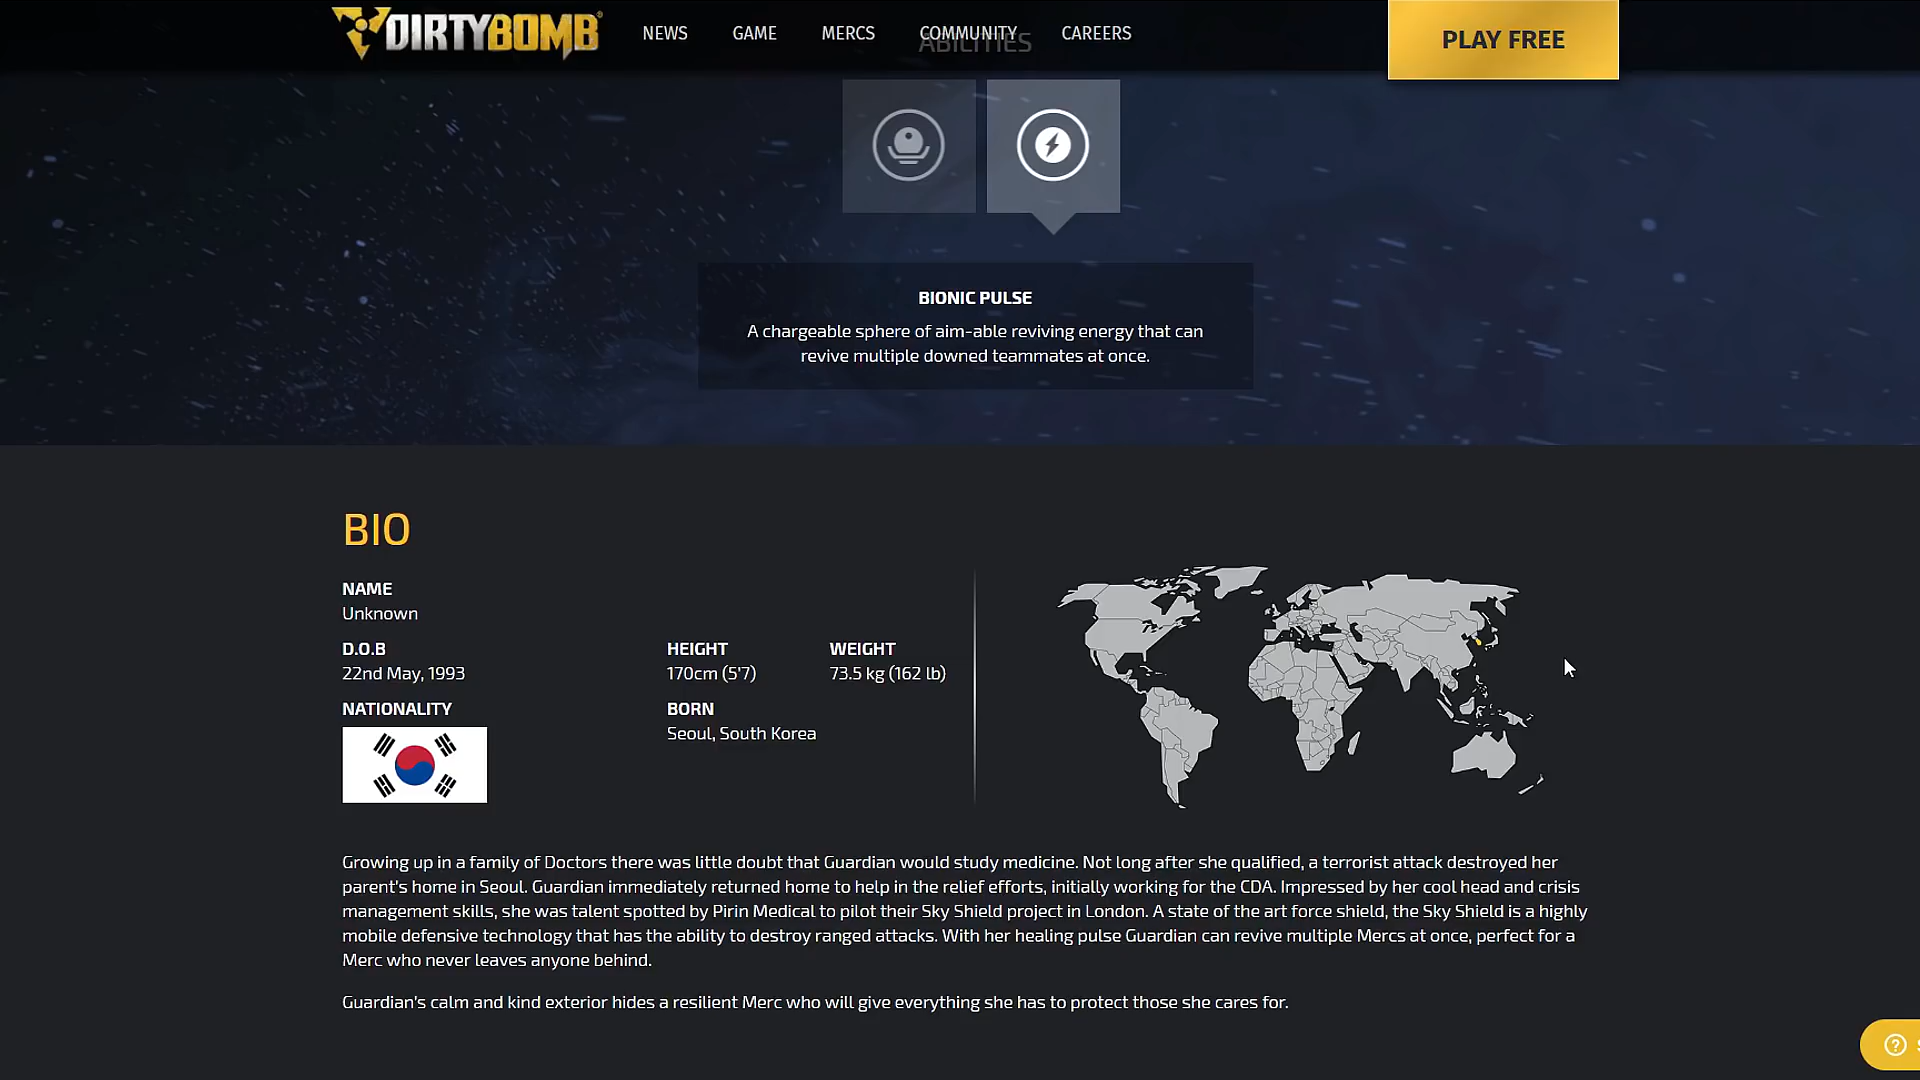 DIRTYBOMB
NEWS GAME MERCS COMMUNITY CAREERS
PLAY FREE
ABILITIES
BIONIC PULSE
A chargeable sphere of aim-able reviving energy that can
revive multiple downed teammates at once.
BIO
NAME
Unknown
D.O.B HEIGHT WEIGHT
22nd May, 1993 170cm (5'7) 73.5 kg (162 lb)
NATIONALITY BORN
Seoul, South Korea
Growing up in a family of Doctors there was little doubt that Guardian would study medicine. Not long after she qualified, a terrorist attack destroyed her
parent's home in Seoul. Guardian immediately returned home to help in the relief efforts, initially working for the CDA. Impressed by her cool head and crisis
management skills, she was talent spotted by Pirin Medical to pilot their Sky Shield project in London. A state of the art force shield, the Sky Shield is a highly
mobile defensive technology that has the ability to destroy ranged attacks. With her healing pulse Guardian can revive multiple Mercs at once, perfect for a
Merc who never leaves anyone behind.
Guardian's calm and kind exterior hides a resilient Merc who will give everything she has to protect those she cares for.